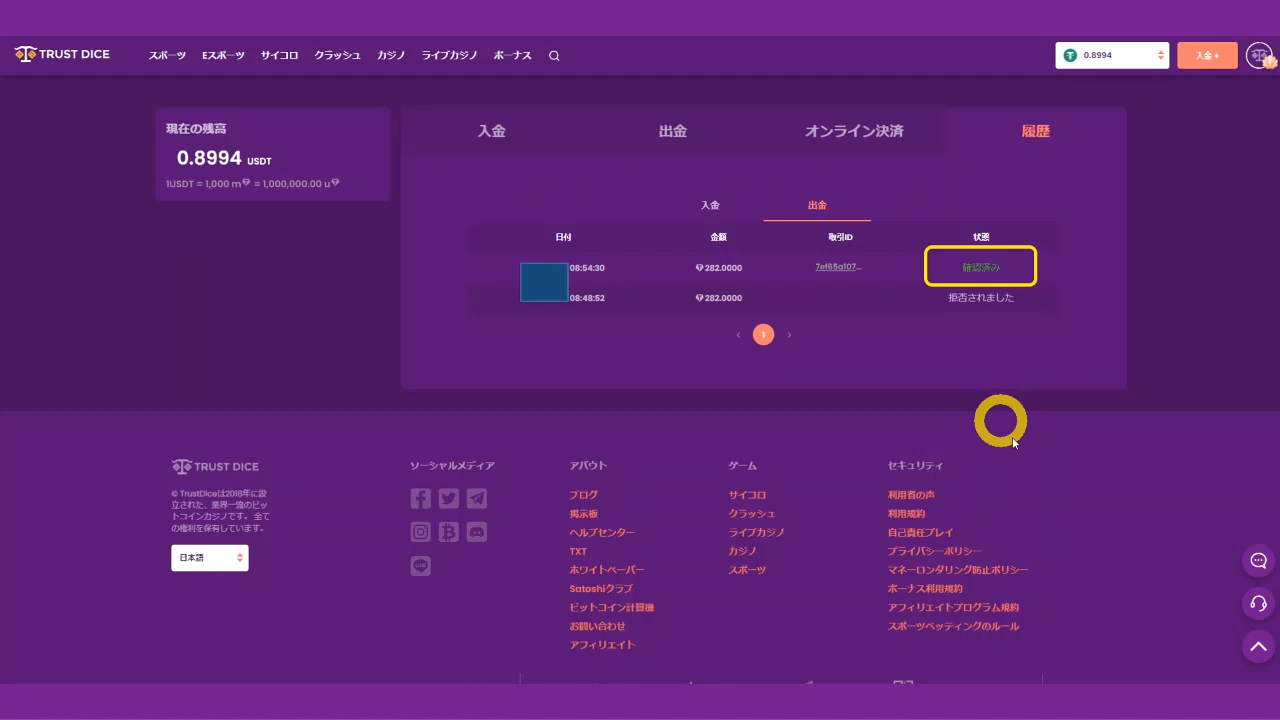 TRUST DICE
スポーツ Eスポーツ サイコロ クラッシュ カジノ ライブカジノ ボーナス
0.8994
入金 +
現在の残高
0.8994 USDT
1USDT = 1,000 m = 1,000,000.00 u
入金 出金 オンライン決済 履歴
入金 出金
日付 金額 取引ID 状態
08:54:30 282.0000 7ef65a107... 確認済み
08:48:52 282.0000 拒否されました
1
TRUST DICE
© TrustDiceは2018年に設
立された、業界一流のビッ
トコインカジノです。 全て
の権利を保有しています。
日本語
ソーシャルメディア
アバウト
ブログ
掲示板
ヘルプセンター
TXT
ホワイトペーパー
Satoshiクラブ
ビットコイン計算機
お問い合わせ
アフィリエイト
ゲーム
サイコロ
クラッシュ
ライブカジノ
カジノ
スポーツ
セキュリティ
利用者の声
利用規約
自己責任プレイ
プライバシーポリシー
マネーロンダリング防止ポリシー
ボーナス利用規約
アフィリエイトプログラム規約
スポーツベッティングのルール